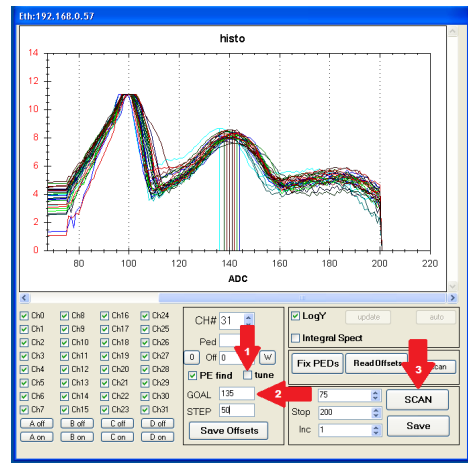 Eth:192.168.0.57
histo
14
12
10
8
6
4
2
0
80 100 120 140 160 180 200 220
ADC
Ch0 Ch8 Ch16 Ch24
Ch1 Ch9 Ch17 Ch25
Ch2 Ch10 Ch18 Ch26
Ch3 Ch11 Ch19 Ch27
Ch4 Ch12 Ch20 Ch28
Ch5 Ch13 Ch21 Ch29
Ch6 Ch14 Ch22 Ch30
Ch7 Ch15 Ch23 Ch31
A off B off C off D off
A on B on C on D on
CH# 31
Ped
0 Off 0 W
1
PE find tune
GOAL 135
2
STEP 50
Save Offsets
LogY update auto
Integral Spect
Fix PEDs Read Offsets
3
75
Stop 200
Inc 1
SCAN
Save